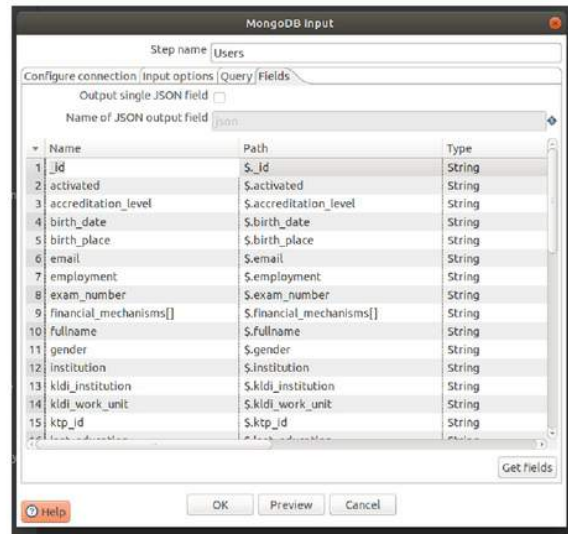 MongoDB Input
Step name Users
Configure connection Input options Query Fields
Output single JSON field
Name of JSON output field json
Name Path Type
1 _id $._id String
2 activated $.activated String
3 accreditation_level $.accreditation_level String
4 birth_date $.birth_date String
5 birth_place $.birth_place String
6 email $.email String
7 employment $.employment String
8 exam_number $.exam_number String
9 financial_mechanisms[] $.financial_mechanisms[] String
10 fullname $.fullname String
11 gender $.gender String
12 institution $.institution String
13 kldi_institution $.kldi_institution String
14 kldi_work_unit $.kldi_work_unit String
15 ktp_id $.ktp_id String
Get fields
Help OK Preview Cancel